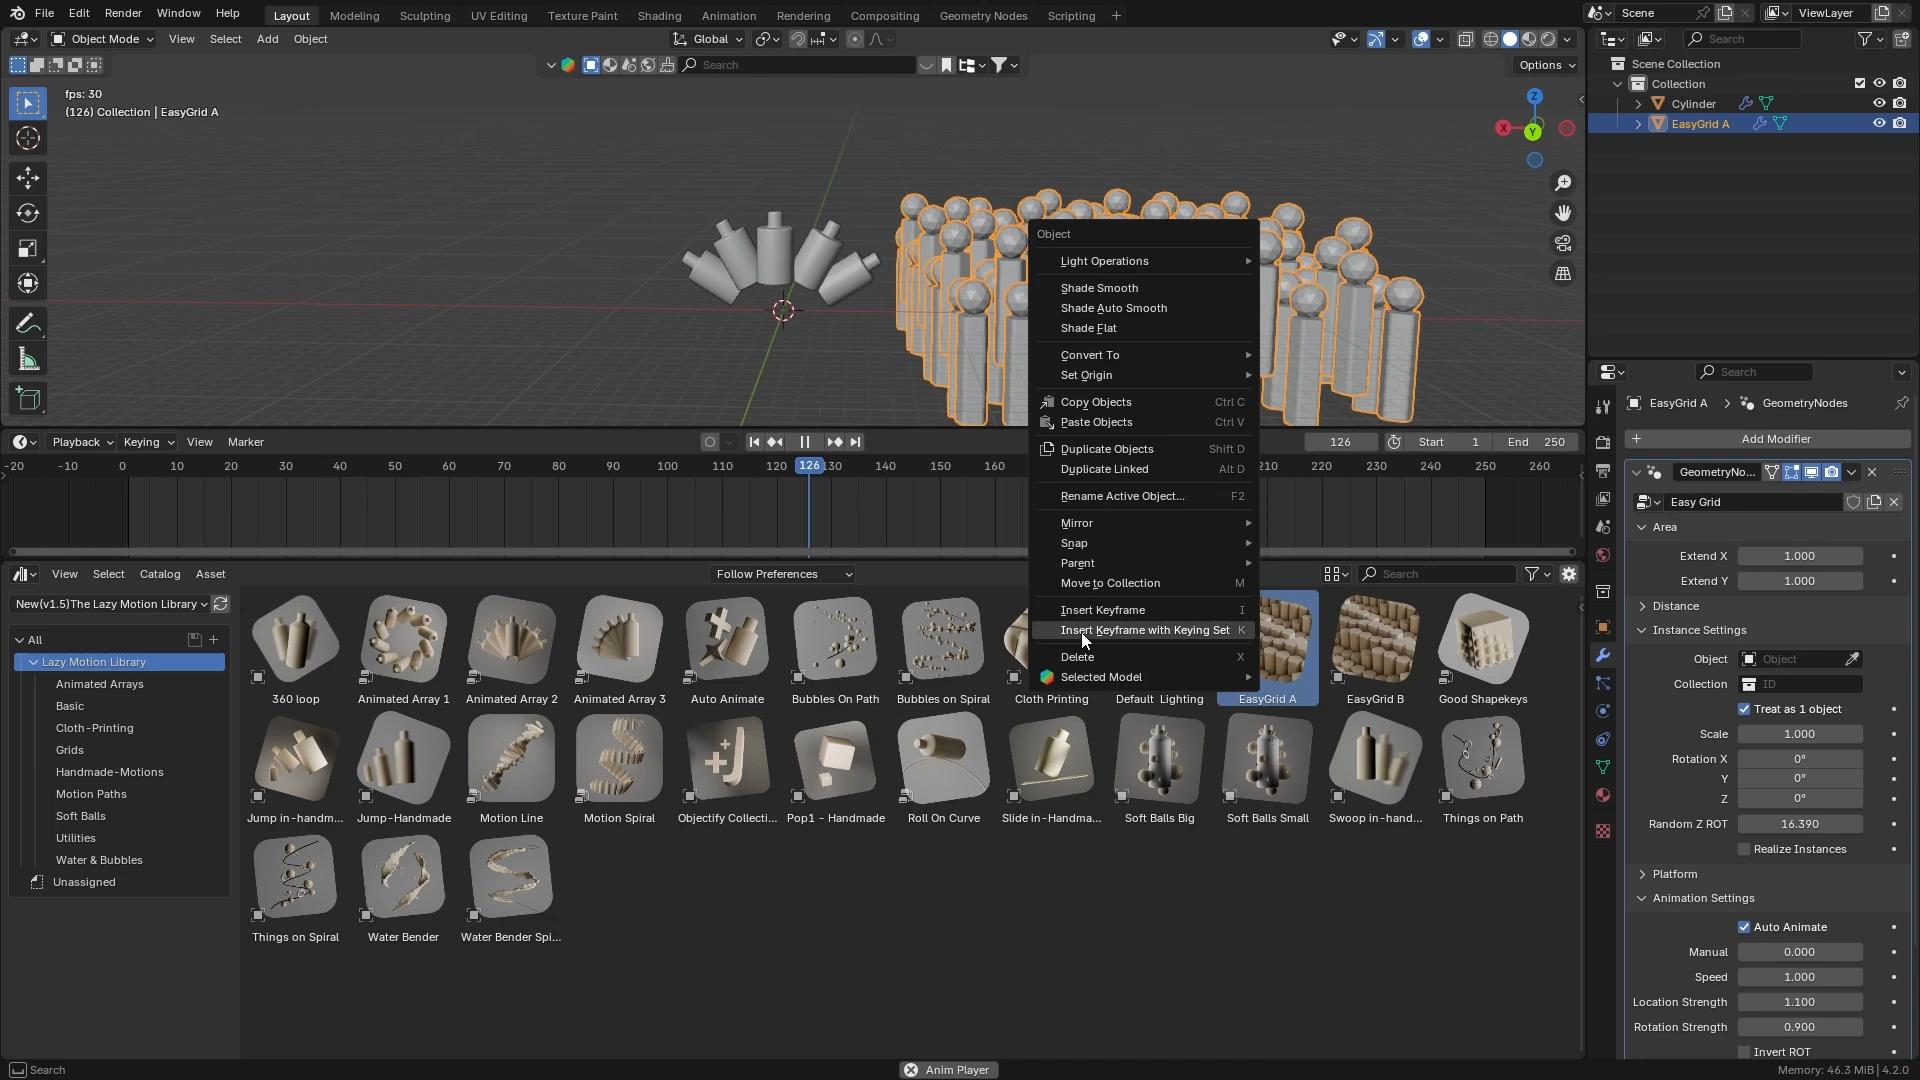 File Edit Render Window Help Layout Modeling Sculpting UV Editing Texture Paint Shading Animation Rendering Compositing Geometry Nodes Scripting + Scene ViewLayer
Object Mode View Select Add Object Global Search
Search Options
fps: 30
(126) Collection | EasyGrid A
Z
X
Y
Scene Collection
Collection
Cylinder
EasyGrid A
Object
Light Operations
Shade Smooth
Shade Auto Smooth
Shade Flat
Convert To
Set Origin
Copy Objects Ctrl C
Paste Objects Ctrl V
Duplicate Objects Shift D
Duplicate Linked Alt D
Rename Active Object... F2
Mirror
Snap
Parent
Move to Collection M
Insert Keyframe I
Insert Keyframe with Keying Set K
Delete X
Selected Model
Playback Keying View Marker 126 Start 1 End 250
-20 -10 0 10 20 30 40 50 60 70 80 90 100 110 120 126 130 140 150 160 210 220 230 240 250 260
View Select Catalog Asset Follow Preferences Search
New(v1.5)The Lazy Motion Library
All
Lazy Motion Library
Animated Arrays
Basic
Cloth-Printing
Grids
Handmade-Motions
Motion Paths
Soft Balls
Utilities
Water & Bubbles
Unassigned
360 loop Animated Array 1 Animated Array 2 Animated Array 3 Auto Animate Bubbles On Path Bubbles on Spiral Cloth Printing Default Lighting EasyGrid A EasyGrid B Good Shapekeys
Jump in-handm... Jump-Handmade Motion Line Motion Spiral Objectify Collecti... Pop1 - Handmade Roll On Curve Slide in-Handma... Soft Balls Big Soft Balls Small Swoop in-hand... Things on Path
Things on Spiral Water Bender Water Bender Spi...
Search
EasyGrid A > GeometryNodes
+ Add Modifier
GeometryNo...
Easy Grid
Area
Extend X 1.000
Extend Y 1.000
Distance
Instance Settings
Object Object
Collection ID
Treat as 1 object
Scale 1.000
Rotation X 0°
Y 0°
Z 0°
Random Z ROT 16.390
Realize Instances
Platform
Animation Settings
Auto Animate
Manual 0.000
Speed 1.000
Location Strength 1.100
Rotation Strength 0.900
Invert ROT
Search Anim Player Memory: 46.3 MiB | 4.2.0